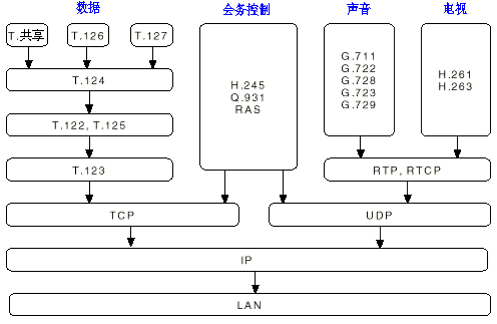 数据 会务控制 声音 电视
T.共享 T.126 T.127
T.124
T.122, T.125
T.123
H.245
Q.931
RAS
G.711
G.722
G.728
G.723
G.729
H.261
H.263
RTP, RTCP
TCP UDP
IP
LAN